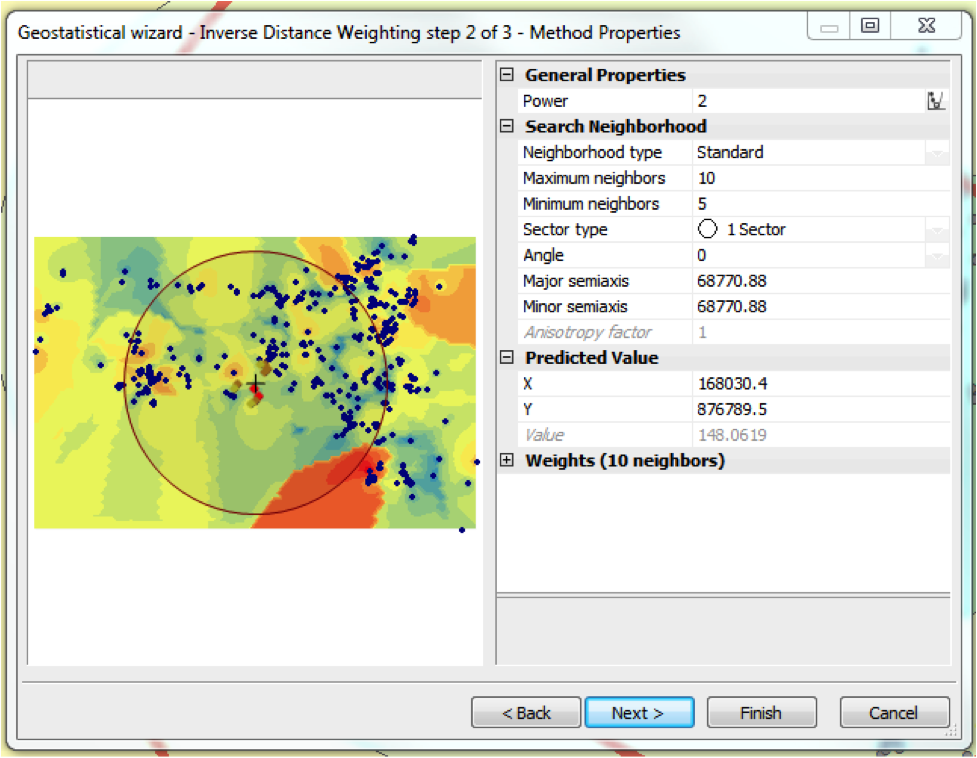 Geostatistical wizard - Inverse Distance Weighting step 2 of 3 - Method Properties
General Properties
Power 2
Search Neighborhood
Neighborhood type Standard
Maximum neighbors 10
Minimum neighbors 5
Sector type 1 Sector
Angle 0
Major semiaxis 68770.88
Minor semiaxis 68770.88
Anisotropy factor 1
Predicted Value
X 168030.4
Y 876789.5
Value 148.0619
Weights (10 neighbors)
< Back Next > Finish Cancel